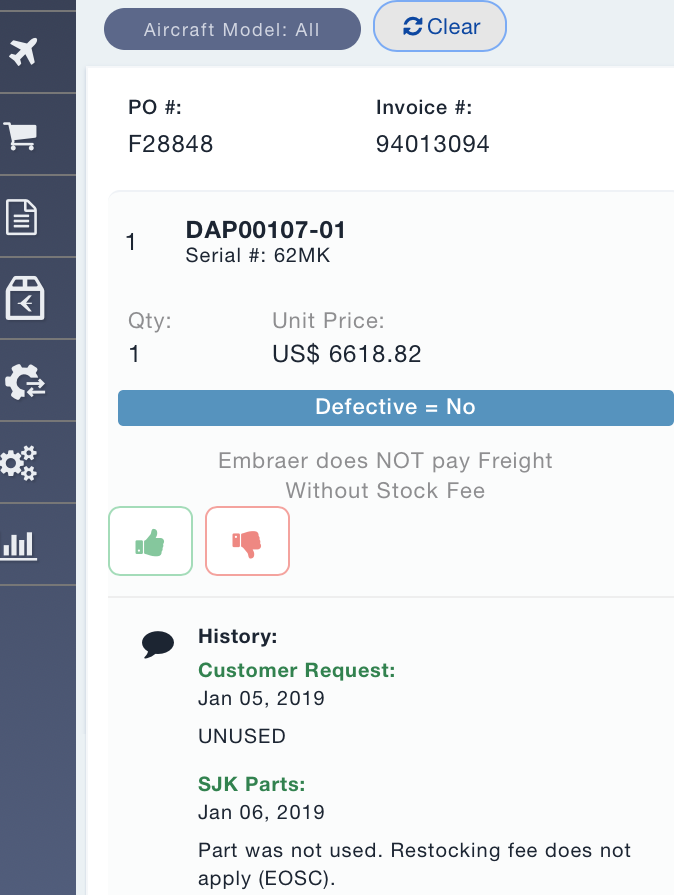 Aircraft Model: All
Clear
PO #:
Invoice #:
F28848
94013094
1
DAP00107-01
Serial #: 62MK
Qty:
Unit Price:
1
US$ 6618.82
Defective = No
Embraer does NOT pay Freight
Without Stock Fee
History:
Customer Request:
Jan 05, 2019
UNUSED
SJK Parts:
Jan 06, 2019
Part was not used. Restocking fee does not
apply (EOSC).